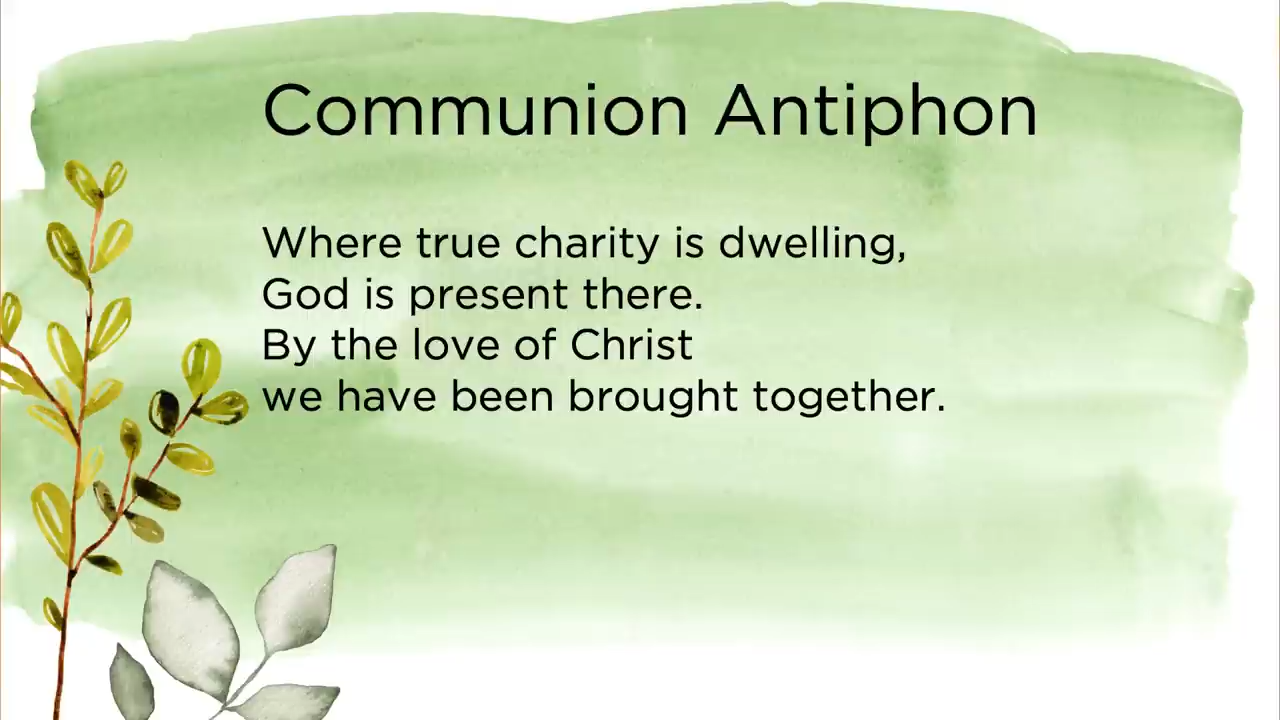 Communion Antiphon
Where true charity is dwelling,
God is present there.
By the love of Christ
we have been brought together.